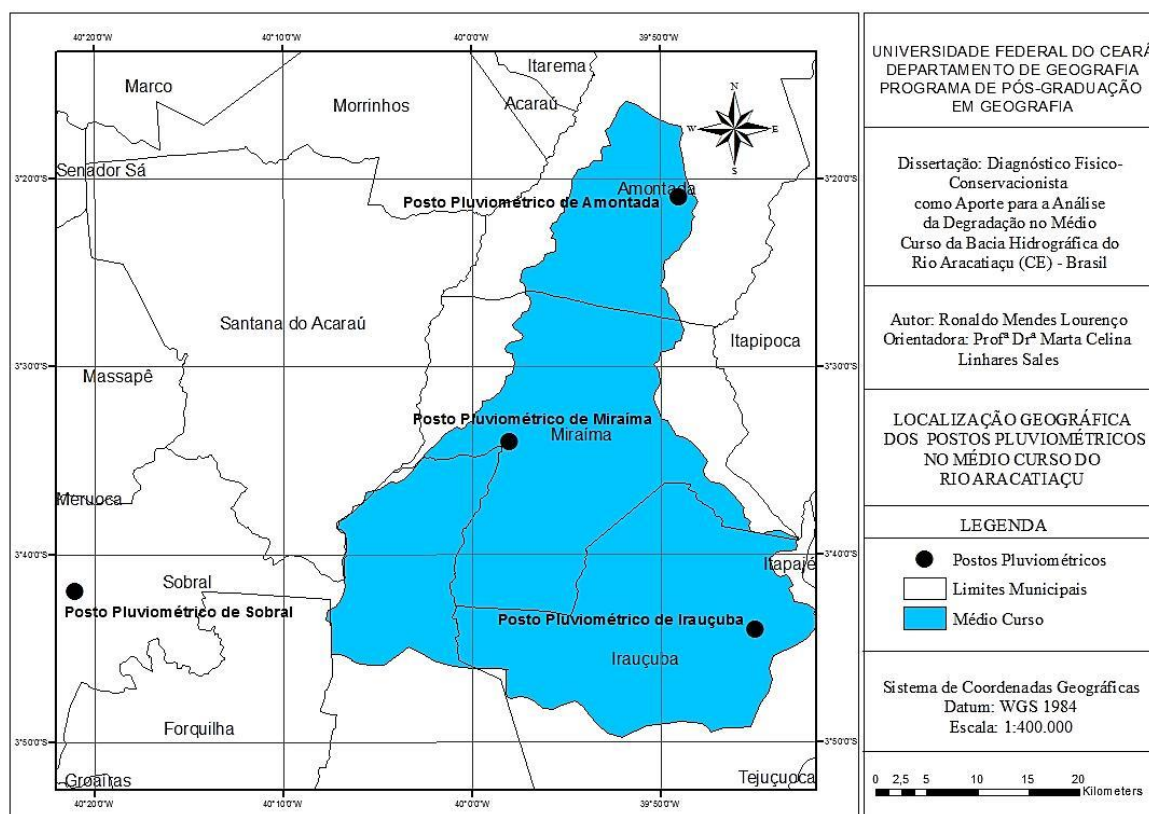 40°20'0"W 40°10'0"W 40°0'0"W 39°50'0"W
Itarema
Marco
Morrinhos
Acaraú
N
W E
S
Senador Sá
3°20'0"S 3°20'0"S
Amontada
Posto Pluviométrico de Amontada
Santana do Acaraú
Itapipoca
3°30'0"S 3°30'0"S
Massapê
Posto Pluviométrico de Miraíma
Miraíma
Meruoca
3°40'0"S 3°40'0"S
Itapajé
Sobral
Posto Pluviométrico de Sobral
Posto Pluviométrico de Irauçuba
Irauçuba
Forquilha
3°50'0"S 3°50'0"S
Groaíras
Tejuçuoca
40°20'0"W 40°10'0"W 40°0'0"W 39°50'0"W
UNIVERSIDADE FEDERAL DO CEARÁ
DEPARTAMENTO DE GEOGRAFIA
PROGRAMA DE PÓS-GRADUAÇÃO
EM GEOGRAFIA
Dissertação: Diagnóstico Fisico-
Conservacionista
como Aporte para a Análise
da Degradação no Médio
Curso da Bacia Hidrográfica do
Rio Aracatiaçu (CE) - Brasil
Autor: Ronaldo Mendes Lourenço
Orientadora: Profª Drª Marta Celina
Linhares Sales
LOCALIZAÇÃO GEOGRÁFICA
DOS POSTOS PLUVIOMÉTRICOS
NO MÉDIO CURSO DO
RIO ARACATIAÇU
LEGENDA
Postos Pluviométricos
Limites Municipais
Médio Curso
Sistema de Coordenadas Geográficas
Datum: WGS 1984
Escala: 1:400.000
0 2,5 5 10 15 20
Kilometers